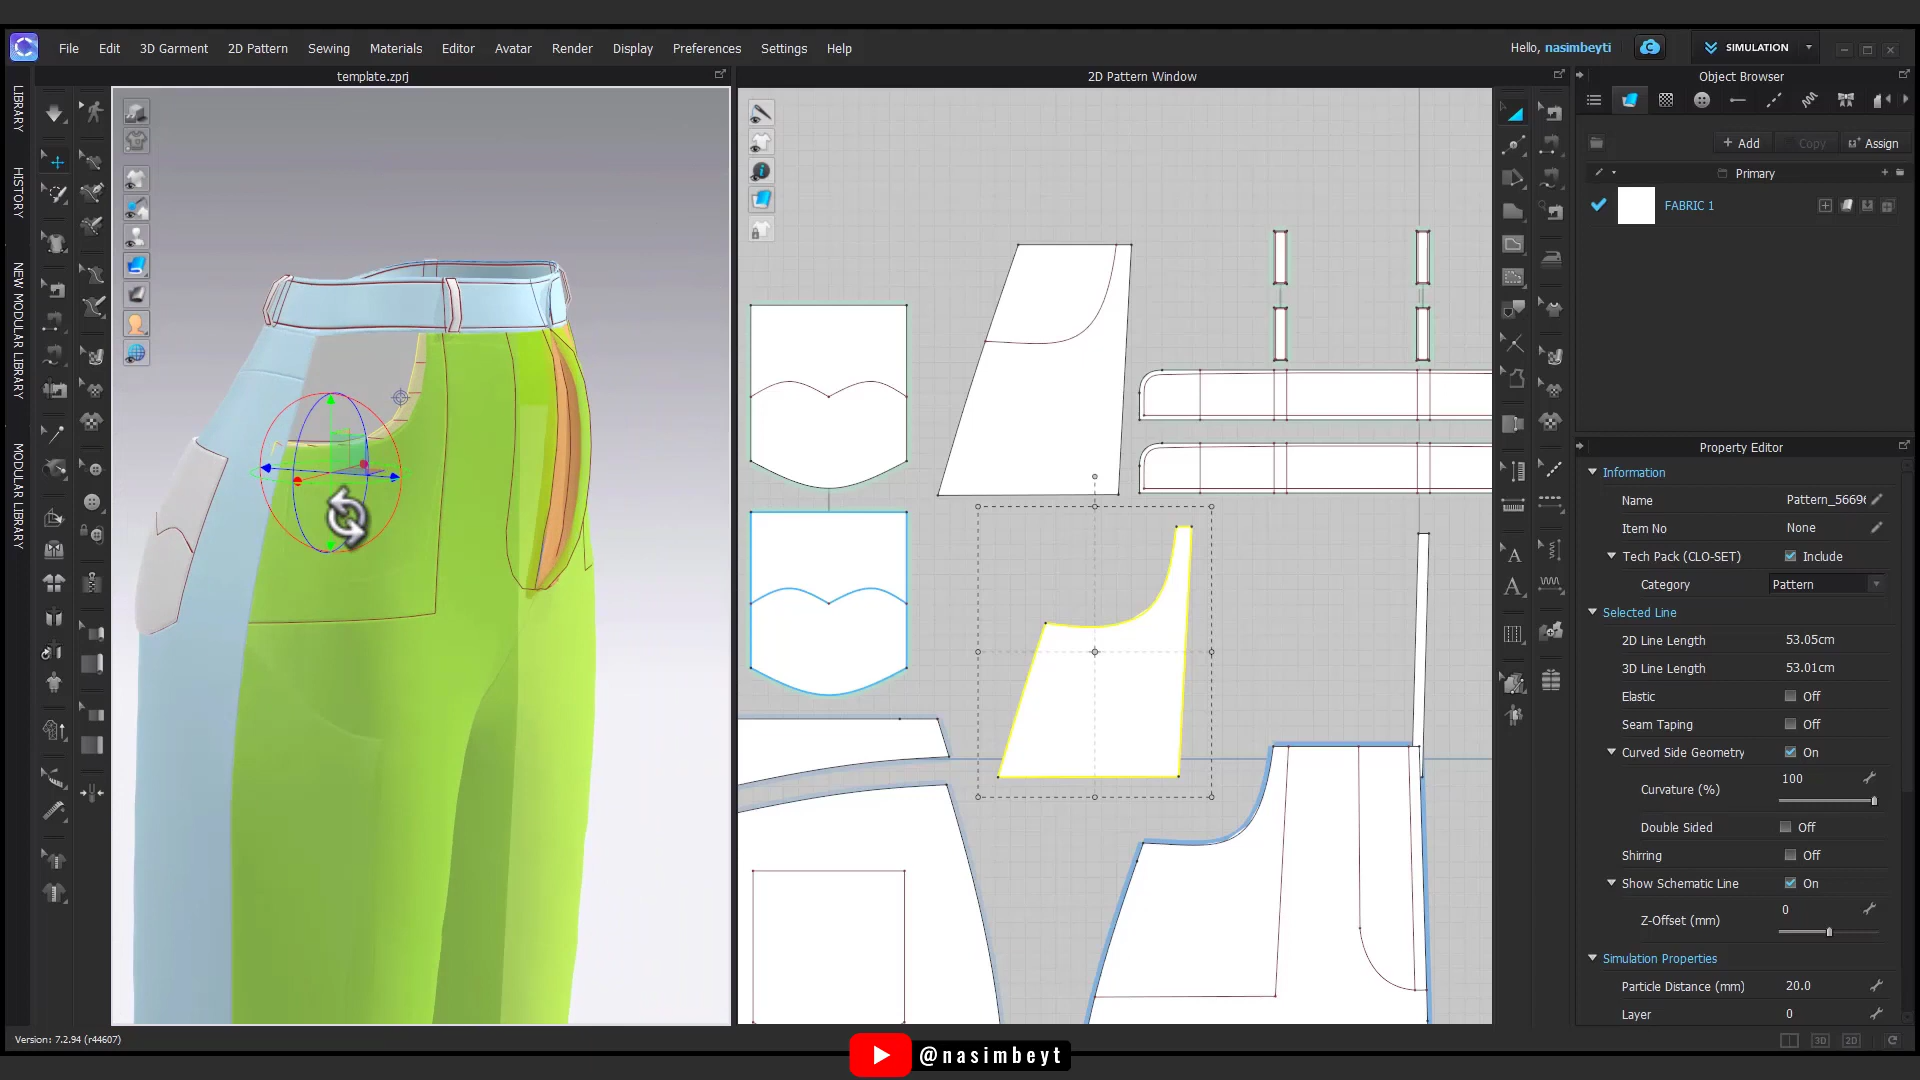 File Edit 3D Garment 2D Pattern Sewing Materials Editor Avatar Render Display Preferences Settings Help
Hello, nasimbeyti
SIMULATION
template.zprj
2D Pattern Window
Object Browser
LIBRARY
HISTORY
NEW MODULAR LIBRARY
MODULAR LIBRARY
+ Add
Copy
Assign
Primary
FABRIC 1
Property Editor
Information
Name Pattern_5669
Item No None
Tech Pack (CLO-SET) Include
Category Pattern
Selected Line
2D Line Length 53.05cm
3D Line Length 53.01cm
Elastic Off
Seam Taping Off
Curved Side Geometry On
100
Curvature (%)
Double Sided Off
Shirring Off
Show Schematic Line On
0
Z-Offset (mm)
Simulation Properties
Particle Distance (mm) 20.0
Layer 0
Version: 7.2.94 (r44607)
3D
2D
@nasimbeyt